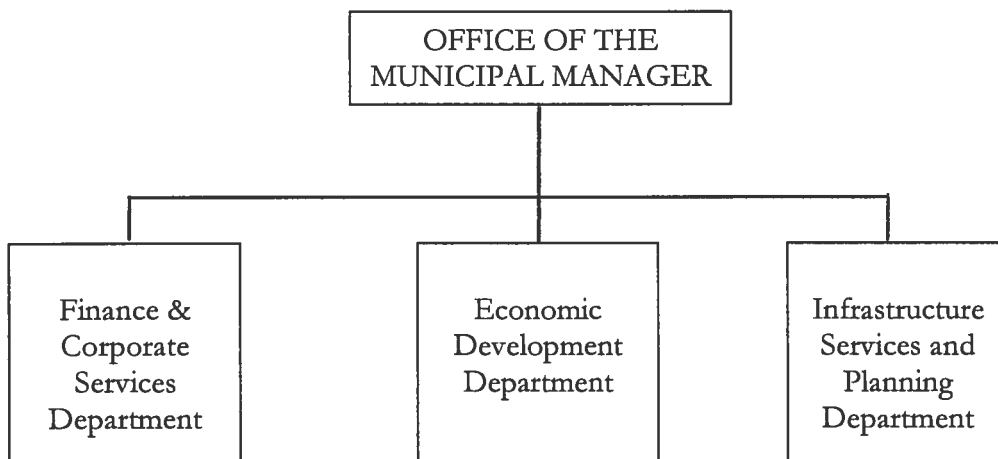 OFFICE OF THE
MUNICIPAL MANAGER
Finance &
Corporate
Services
Department
Economic
Development
Department
Infrastructure
Services and
Planning
Department